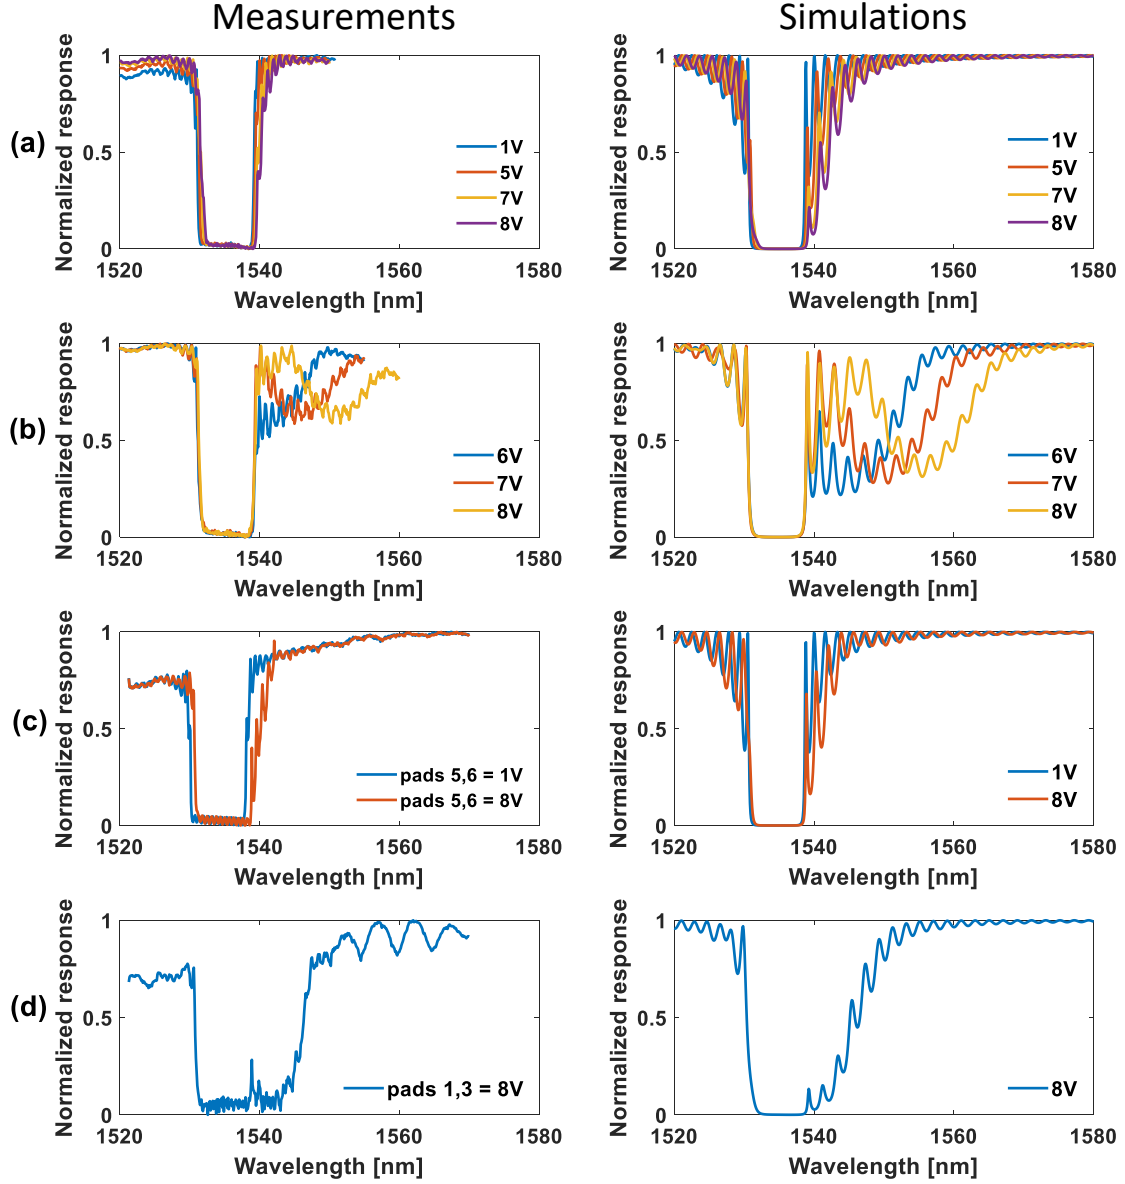 Measurements
Simulations
(a)
Normalized response
1
0.5
0
1V
5V
7V
8V
1520
1540
1560
1580
Wavelength [nm]
Normalized response
1
0.5
0
1V
5V
7V
8V
1520
1540
1560
1580
Wavelength [nm]
(b)
Normalized response
1
0.5
0
6V
7V
8V
1520
1540
1560
1580
Wavelength [nm]
Normalized response
1
0.5
0
6V
7V
8V
1520
1540
1560
1580
Wavelength [nm]
(c)
Normalized response
1
0.5
0
pads 5,6 = 1V
pads 5,6 = 8V
1520
1540
1560
1580
Wavelength [nm]
Normalized response
1
0.5
0
1V
8V
1520
1540
1560
1580
Wavelength [nm]
(d)
Normalized response
1
0.5
0
pads 1,3 = 8V
1520
1540
1560
1580
Wavelength [nm]
Normalized response
1
0.5
0
8V
1520
1540
1560
1580
Wavelength [nm]